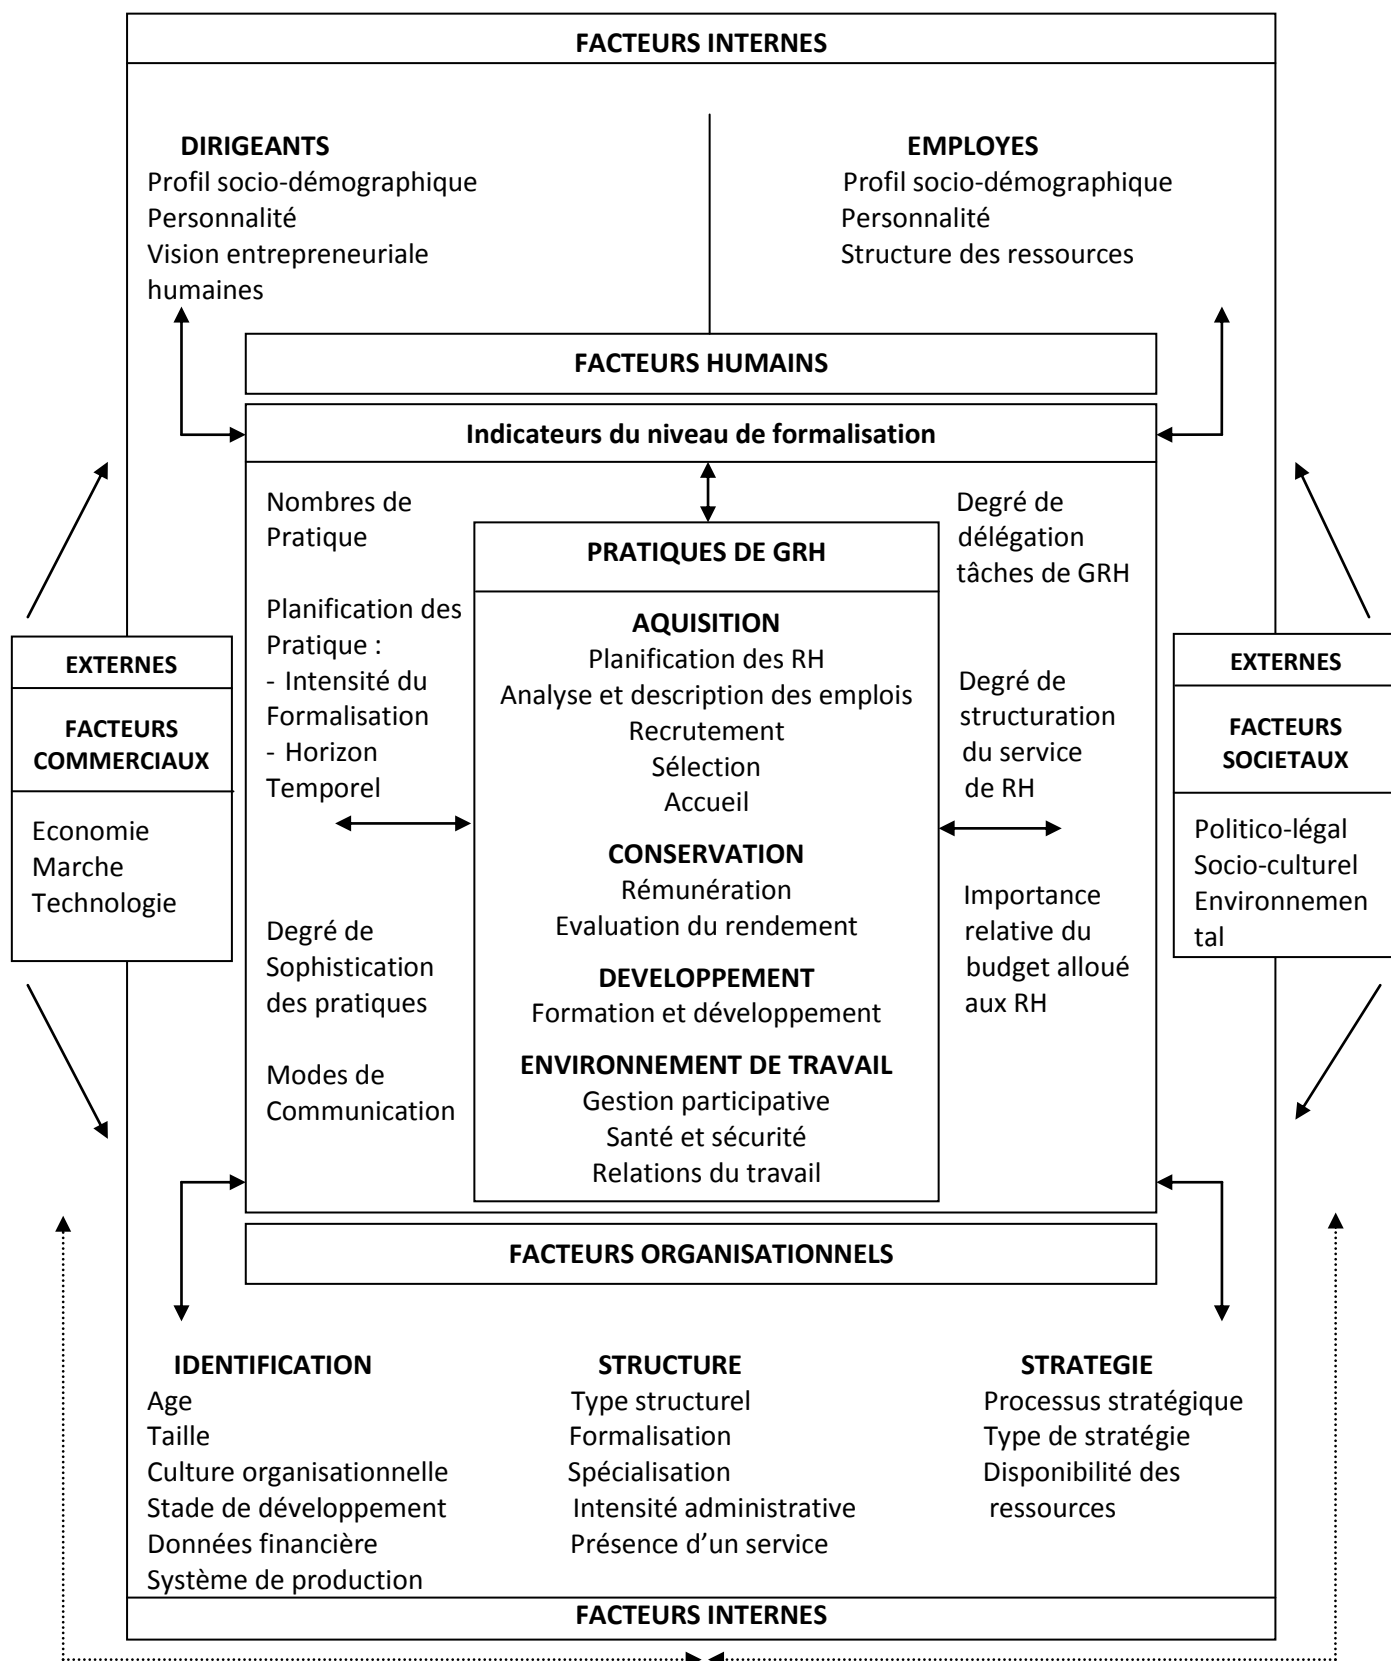 FACTEURS INTERNES
DIRIGEANTS
Profil socio-démographique
Personnalité
Vision entrepreneuriale
humaines
EMPLOYES
Profil socio-démographique
Personnalité
Structure des ressources
FACTEURS HUMAINS
Indicateurs du niveau de formalisation
Nombres de
Pratique
Planification des
Pratique :
- Intensité du
Formalisation
- Horizon
Temporel
Degré de
Sophistication
des pratiques
Modes de
Communication
PRATIQUES DE GRH
AQUISITION
Planification des RH
Analyse et description des emplois
Recrutement
Sélection
Accueil
CONSERVATION
Rémunération
Evaluation du rendement
DEVELOPPEMENT
Formation et développement
ENVIRONNEMENT DE TRAVAIL
Gestion participative
Santé et sécurité
Relations du travail
Degré de
délégation
tâches de GRH
Degré de
structuration
du service
de RH
Importance
relative du
budget alloué
aux RH
EXTERNES
FACTEURS
COMMERCIAUX
Economie
Marche
Technologie
EXTERNES
FACTEURS
SOCIETAUX
Politico-légal
Socio-culturel
Environnemen
tal
FACTEURS ORGANISATIONNELS
IDENTIFICATION
Age
Taille
Culture organisationnelle
Stade de développement
Données financière
Système de production
STRUCTURE
Type structurel
Formalisation
Spécialisation
Intensité administrative
Présence d'un service
STRATEGIE
Processus stratégique
Type de stratégie
Disponibilité des
ressources
FACTEURS INTERNES